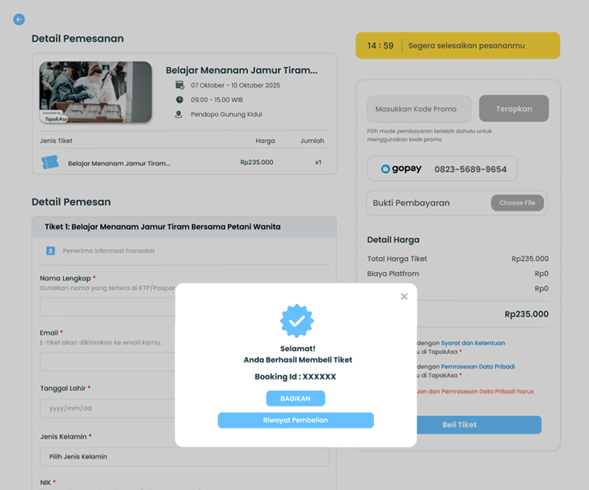 Detail Pemesanan
Belajar Menanam Jamur Tiram...
07 Oktober - 10 Oktober 2025
09.00 - 15.00 WIB
Pendopo Gunung Kidul
TapakAsa
Jenis Tiket
Harga
Jumlah
Belajar Menanam Jamur Tiram...
Rp235.000
x1
Detail Pemesan
Tiket 1: Belajar Menanam Jamur Tiram Bersama Petani Wanita
Penerima informasi transaksi
Nama Lengkap *
Gunakan nama yang tertera di KTP/Paspor
Email *
E-tiket akan dikirimkan ke email kamu.
Tanggal Lahir *
yyyy/mm/dd
Jenis Kelamin *
Pilih Jenis Kelamin
NIK *
14 : 59
Segera selesaikan pesananmu
Masukkan Kode Promo
Terapkan
Pilih mode pembayaran terlebih dahulu untuk
menggunakan kode promo
gopay
0823-5689-9654
Bukti Pembayaran
Choose File
Detail Harga
Total Harga Tiket
Rp235.000
Biaya Platfrom
Rp0
Rp0
Rp235.000
dengan Syarat dan Ketentuan
di TapakAsa *
dengan Pemrosesan Data Pribadi
di TapakAsa *
dan Pemrosesan Data Pribadi harus
Beli Tiket
Selamat!
Anda Berhasil Membeli Tiket
Booking Id : XXXXXX
BAGIKAN
Riwayat Pembelian